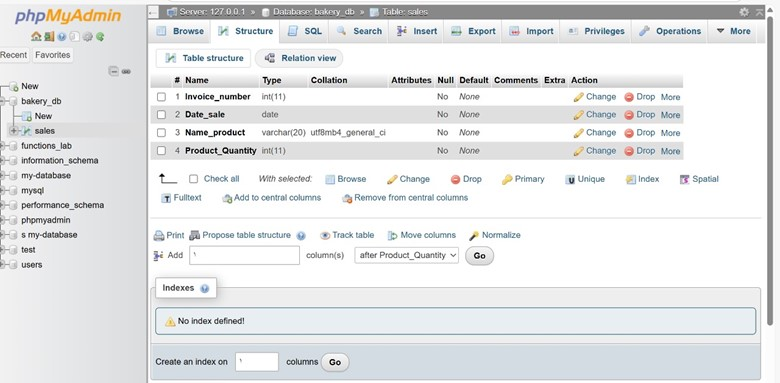 phpMyAdmin
Recent Favorites
New
bakery_db
New
sales
functions_lab
information_schema
my-database
mysql
performance_schema
phpmyadmin
s my-database
test
users
Server: 127.0.0.1 » Database: bakery_db » Table: sales
Browse Structure SQL Search Insert Export Import Privileges Operations More
Table structure Relation view
# Name Type Collation Attributes Null Default Comments Extra Action
1 Invoice_number int(11) No None Change Drop More
2 Date_sale date No None Change Drop More
3 Name_product varchar(20) utf8mb4_general_ci No None Change Drop More
4 Product_Quantity int(11) No None Change Drop More
Check all With selected: Browse Change Drop Primary Unique Index Spatial
Fulltext Add to central columns Remove from central columns
Print Propose table structure Track table Move columns Normalize
Add ١ column(s) after Product_Quantity Go
Indexes
No index defined!
Create an index on ١ columns Go